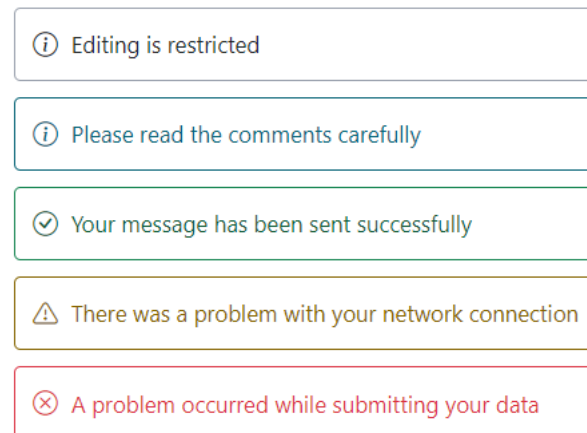 Editing is restricted
Please read the comments carefully
Your message has been sent successfully
There was a problem with your network connection
A problem occurred while submitting your data